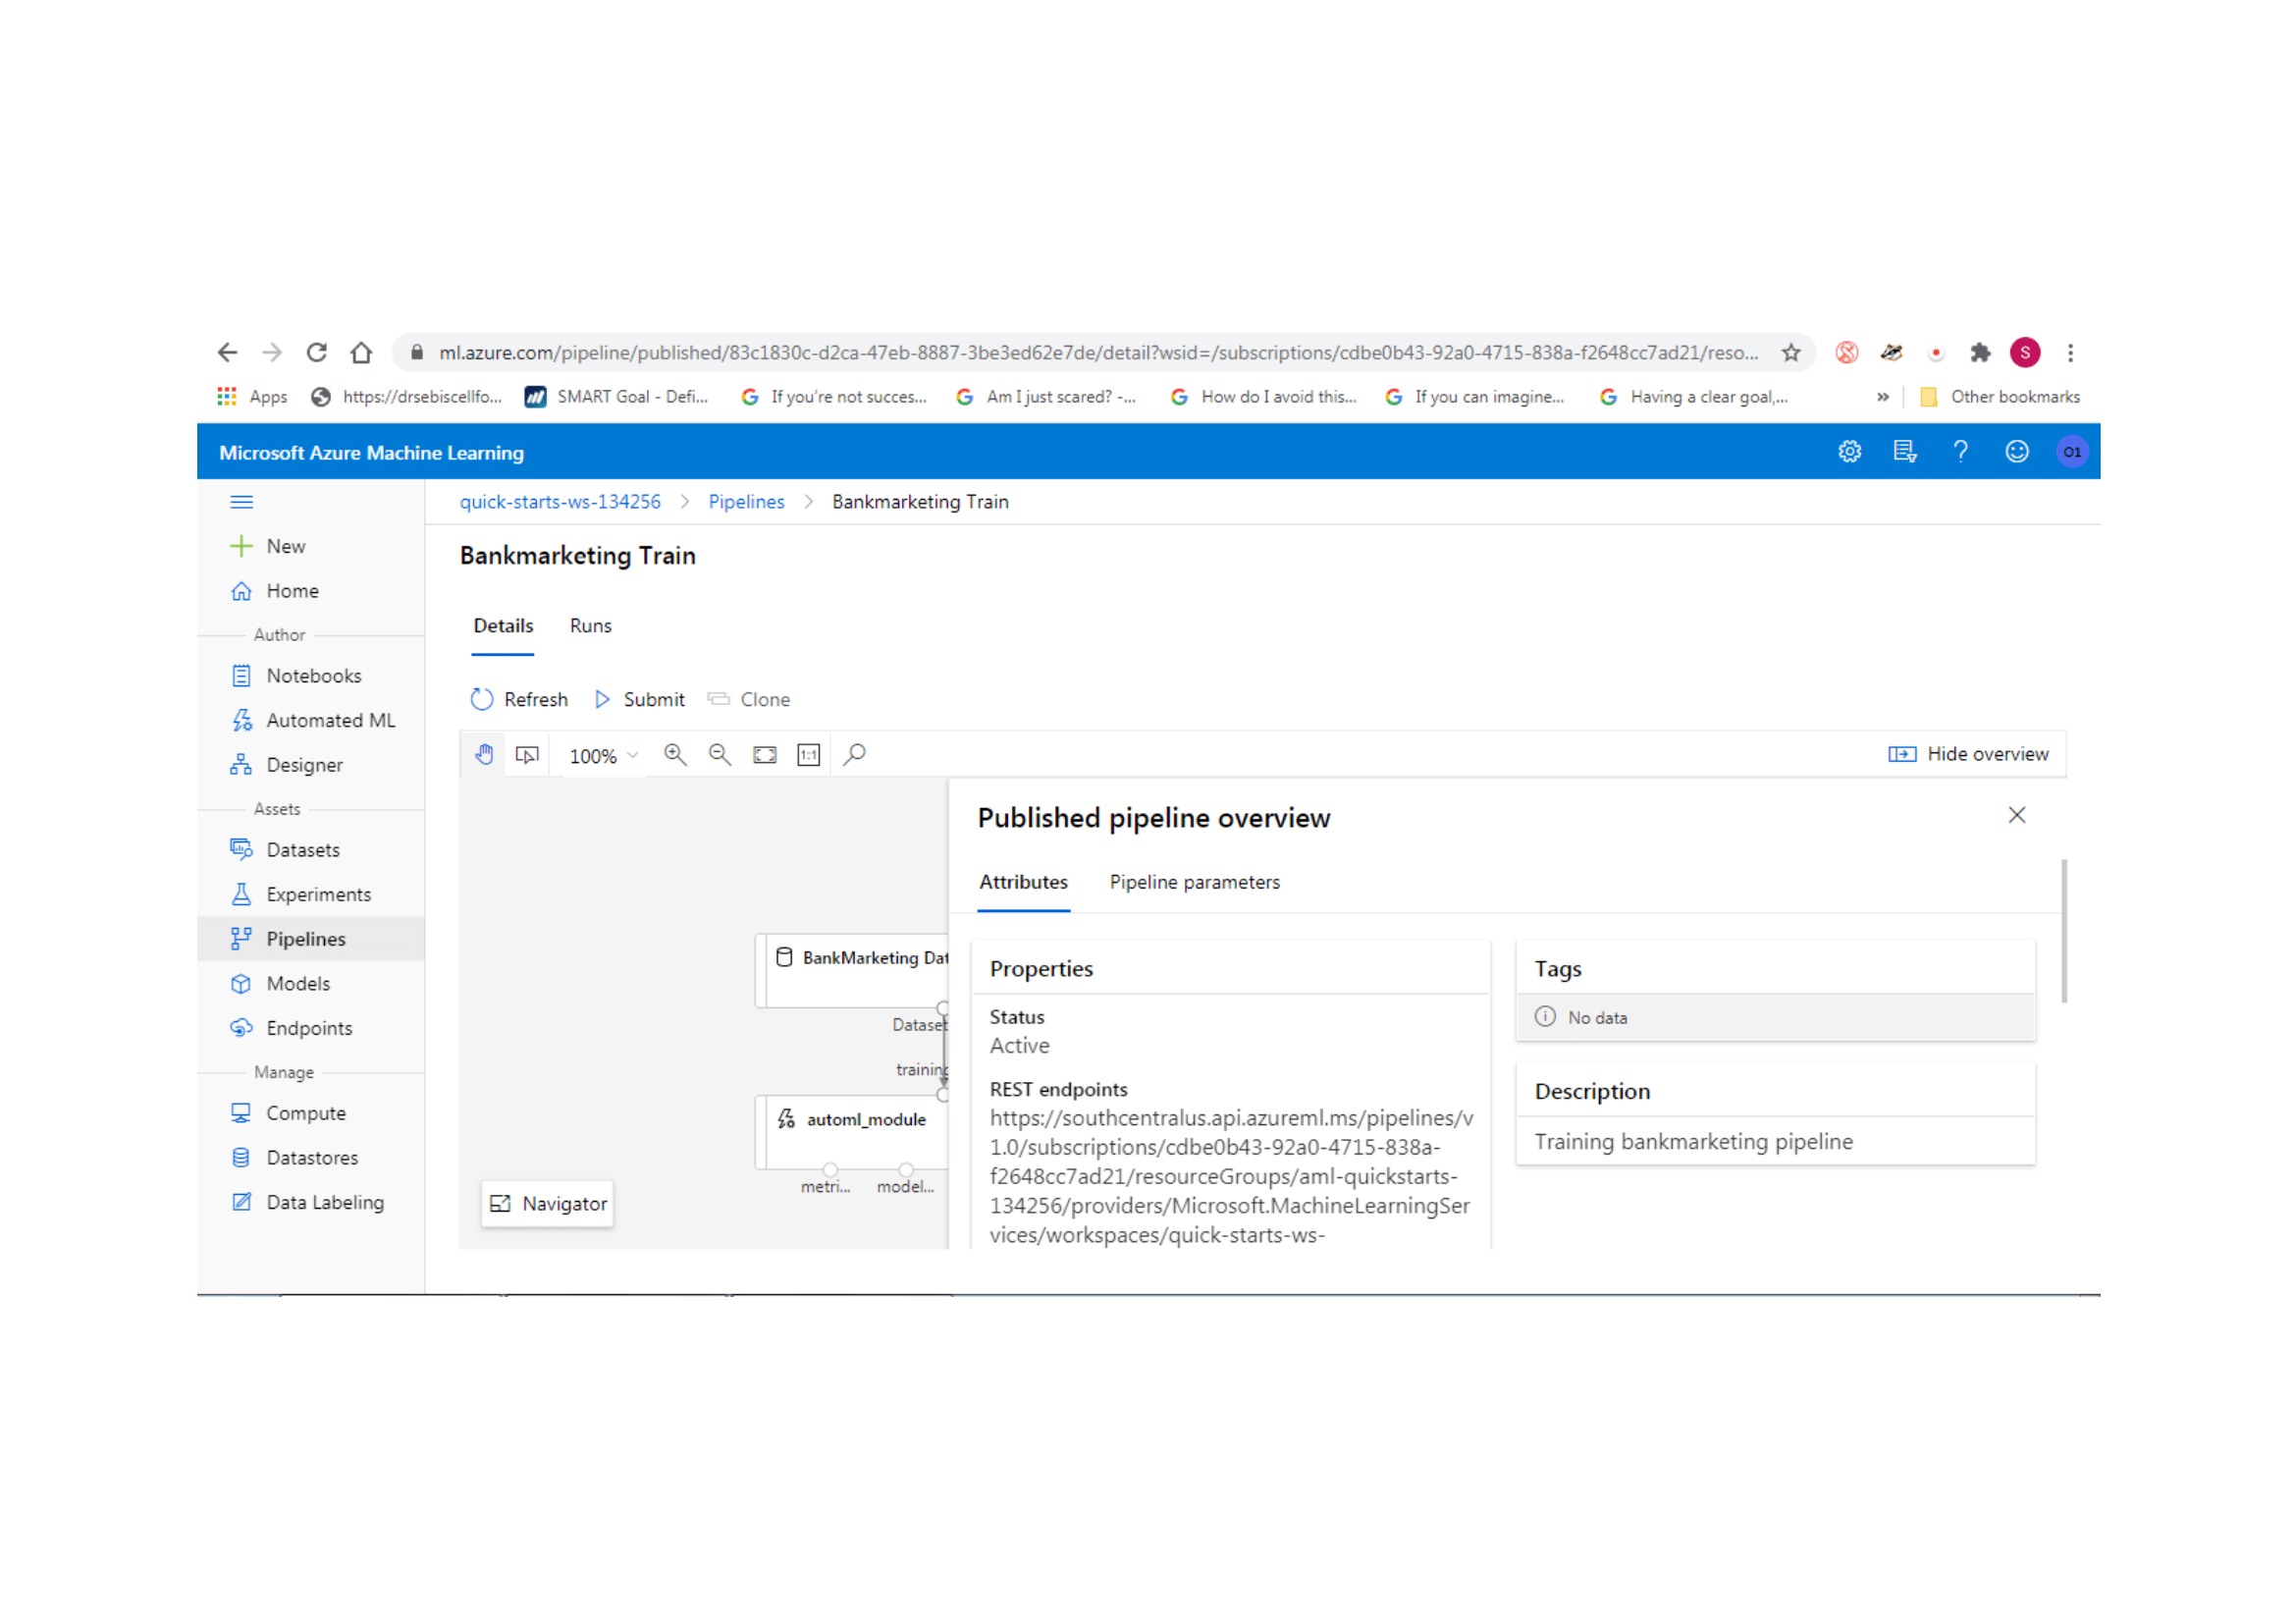 ml.azure.com/pipeline/published/83c1830c-d2ca-47eb-8887-3be3ed62e7de/detail?wsid=/subscriptions/cdbe0b43-92a0-4715-838a-f2648cc7ad21/reso...
S
Apps
https://drsebiscellfo...
SMART Goal - Defi...
If you're not succes...
Am I just scared? -...
How do I avoid this...
If you can imagine...
Having a clear goal,...
»
Other bookmarks
Microsoft Azure Machine Learning
O1
quick-starts-ws-134256 > Pipelines > Bankmarketing Train
New
Home
Author
Notebooks
Automated ML
Designer
Assets
Datasets
Experiments
Pipelines
Models
Endpoints
Manage
Compute
Datastores
Data Labeling
Bankmarketing Train
Details
Runs
Refresh
Submit
Clone
100%
1:1
Hide overview
BankMarketing Dat
Dataset
training
automl_module
metri...
model...
Navigator
Published pipeline overview
Attributes
Pipeline parameters
Properties
Status
Active
REST endpoints
https://southcentralus.api.azureml.ms/pipelines/v
1.0/subscriptions/cdbe0b43-92a0-4715-838a-
f2648cc7ad21/resourceGroups/aml-quickstarts-
134256/providers/Microsoft.MachineLearningSer
vices/workspaces/quick-starts-ws-
Tags
No data
Description
Training bankmarketing pipeline